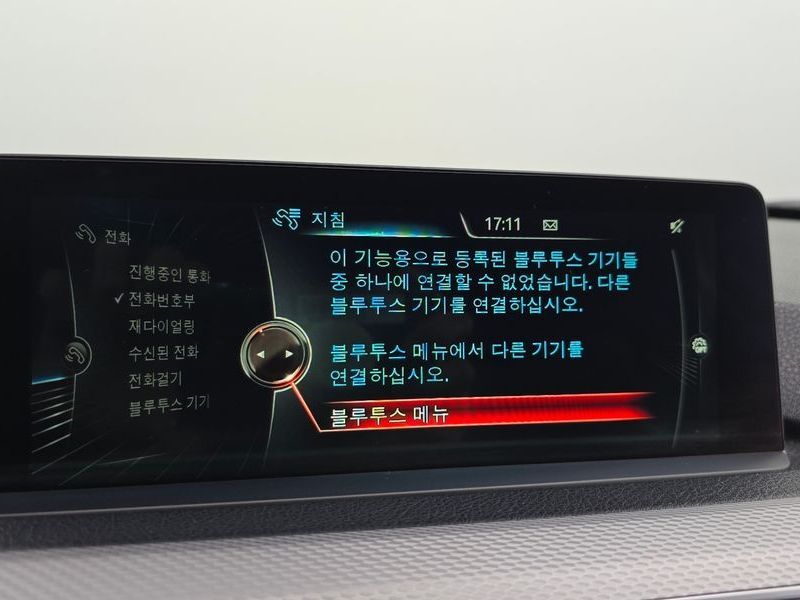 전화
진행중인 통화
전화번호부
재다이얼링
수신된 전화
전화걸기
블루투스 기기
지침
17:11
이 기능용으로 등록된 블루투스 기기들
중 하나에 연결할 수 없었습니다. 다른
블루투스 기기를 연결하십시오.
블루투스 메뉴에서 다른 기기를
연결하십시오.
블루투스 메뉴